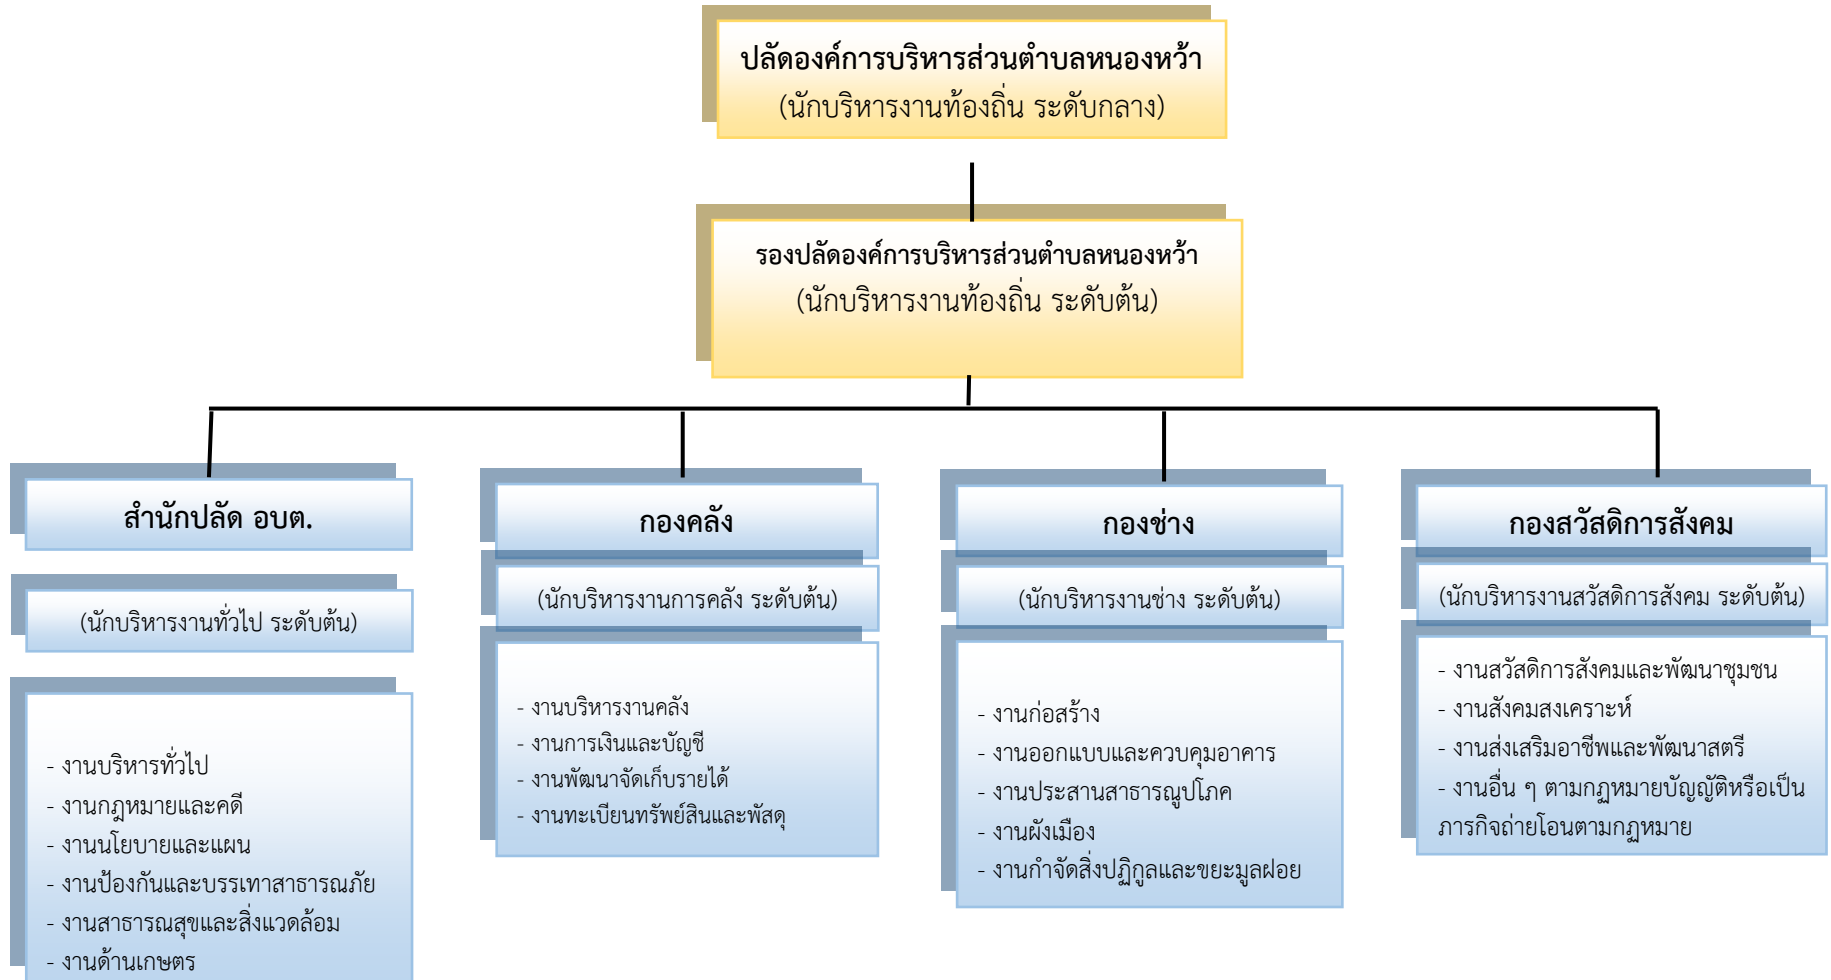 ปลัดองค์การบริหารส่วนตำบลหนองหว้า
(นักบริหารงานท้องถิ่น ระดับกลาง)
รองปลัดองค์การบริหารส่วนตำบลหนองหว้า
(นักบริหารงานท้องถิ่น ระดับต้น)
สำนักปลัด อบต.
(นักบริหารงานทั่วไป ระดับต้น)
- งานบริหารทั่วไป
- งานกฎหมายและคดี
- งานนโยบายและแผน
- งานป้องกันและบรรเทาสาธารณภัย
- งานสาธารณสุขและสิ่งแวดล้อม
- งานด้านเกษตร
กองคลัง
(นักบริหารงานการคลัง ระดับต้น)
- งานบริหารงานคลัง
- งานการเงินและบัญชี
- งานพัฒนาจัดเก็บรายได้
- งานทะเบียนทรัพย์สินและพัสดุ
กองช่าง
(นักบริหารงานช่าง ระดับต้น)
- งานก่อสร้าง
- งานออกแบบและควบคุมอาคาร
- งานประสานสาธารณูปโภค
- งานผังเมือง
- งานกำจัดสิ่งปฏิกูลและขยะมูลฝอย
กองสวัสดิการสังคม
(นักบริหารงานสวัสดิการสังคม ระดับต้น)
- งานสวัสดิการสังคมและพัฒนาชุมชน
- งานสังคมสงเคราะห์
- งานส่งเสริมอาชีพและพัฒนาสตรี
- งานอื่น ๆ ตามกฎหมายบัญญัติหรือเป็น
ภารกิจถ่ายโอนตามกฎหมาย